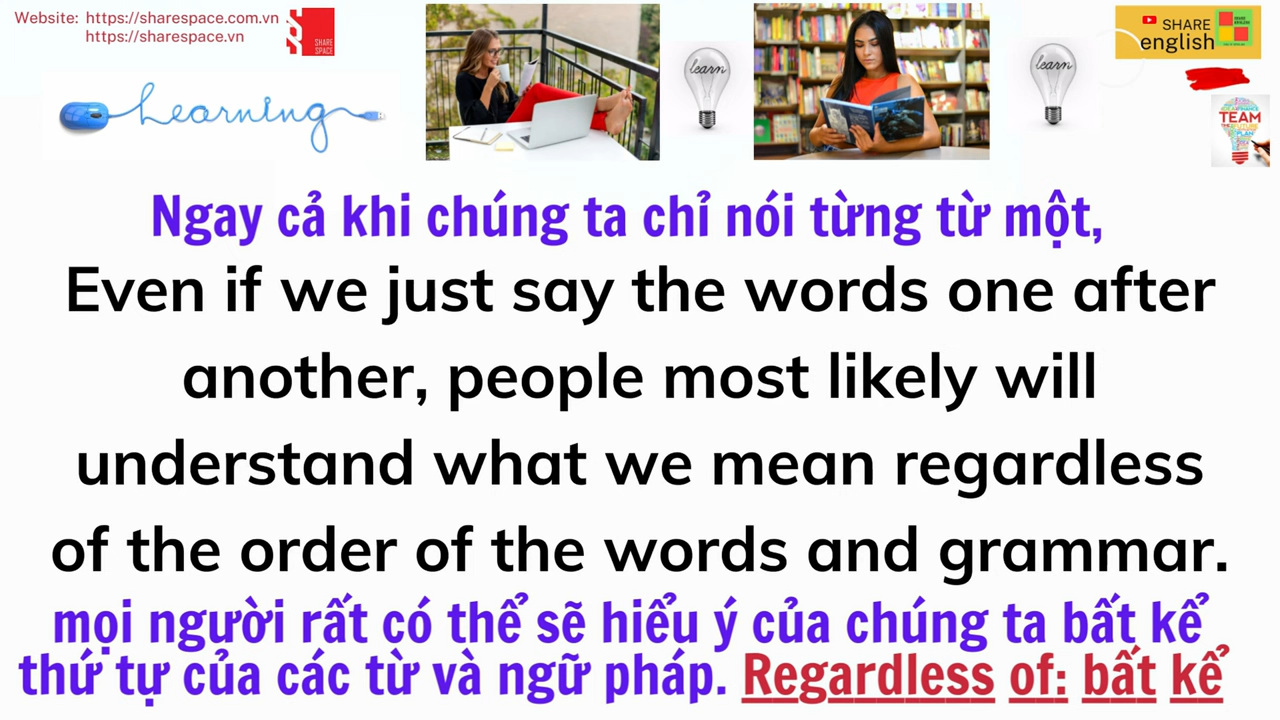 Website: https://sharespace.com.vn
https://sharespace.vn
SHARE
SPACE
learn
learn
SHARE
english
Learning
TEAM
PLAN
Ngay cả khi chúng ta chỉ nói từng từ một,
Even if we just say the words one after
another, people most likely will
understand what we mean regardless
of the order of the words and grammar.
mọi người rất có thể sẽ hiểu ý của chúng ta bất kể
thứ tự của các từ và ngữ pháp. Regardless of: bất kể